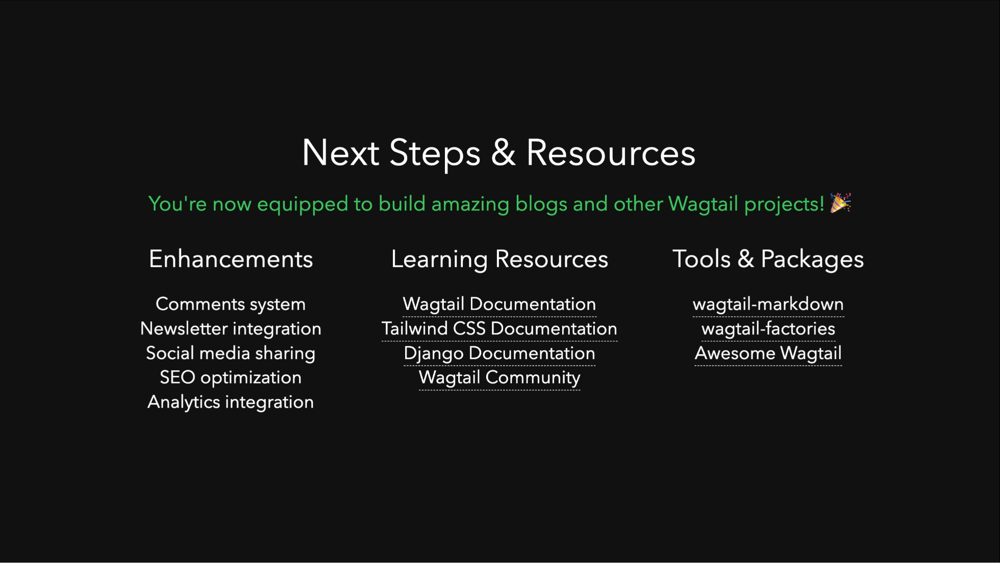 Next Steps & Resources
You're now equipped to build amazing blogs and other Wagtail projects! 🎉
Enhancements
Comments system
Newsletter integration
Social media sharing
SEO optimization
Analytics integration
Learning Resources
Wagtail Documentation
Tailwind CSS Documentation
Django Documentation
Wagtail Community
Tools & Packages
wagtail-markdown
wagtail-factories
Awesome Wagtail